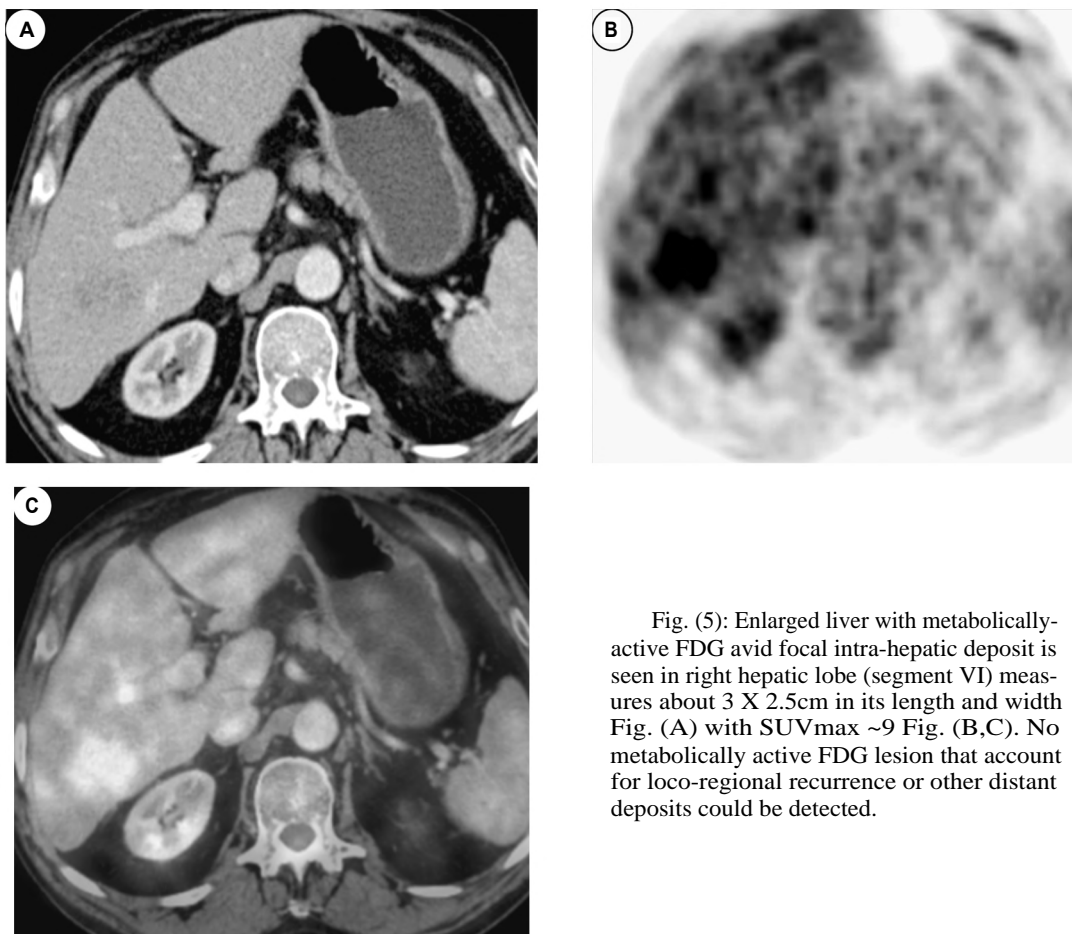 A
B
C
Fig. (5): Enlarged liver with metabolically-
active FDG avid focal intra-hepatic deposit is
seen in right hepatic lobe (segment VI) meas-
ures about 3 X 2.5cm in its length and width
Fig. (A) with SUVmax ~9 Fig. (B,C). No
metabolically active FDG lesion that account
for loco-regional recurrence or other distant
deposits could be detected.